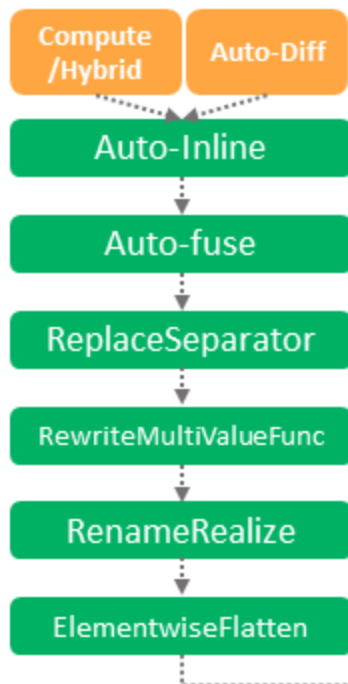 Compute
/Hybrid
Auto-Diff
Auto-Inline
Auto-fuse
ReplaceSeparator
RewriteMultiValueFunc
RenameRealize
ElementwiseFlatten